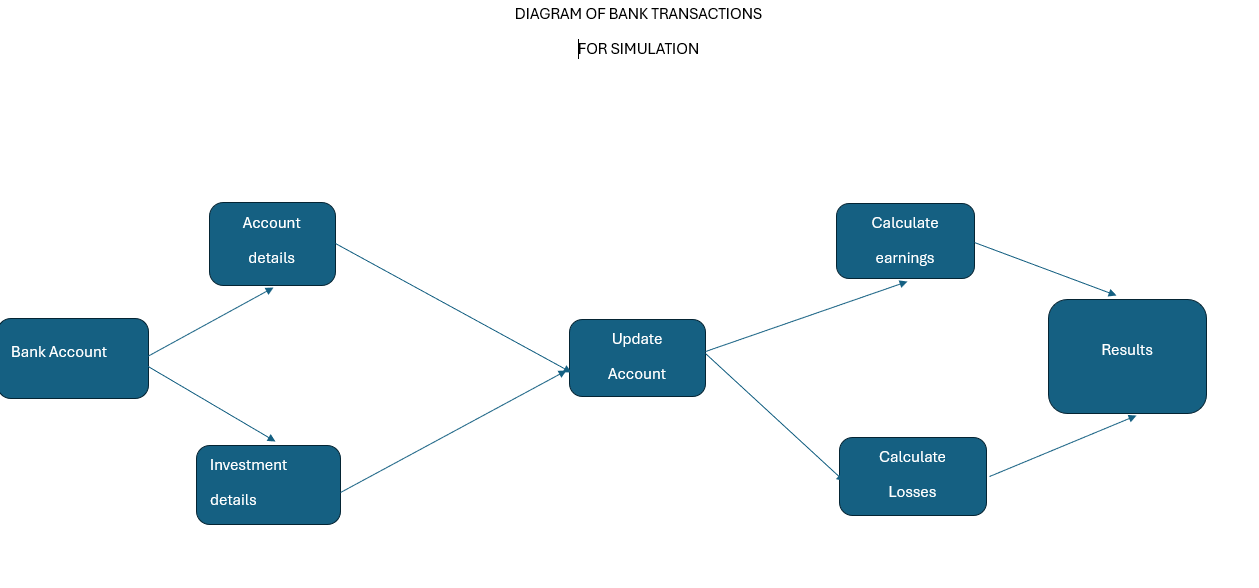 DIAGRAM OF BANK TRANSACTIONS
FOR SIMULATION
Account
details
Calculate
earnings
Bank Account
Update
Account
Results
Investment
details
Calculate
Losses